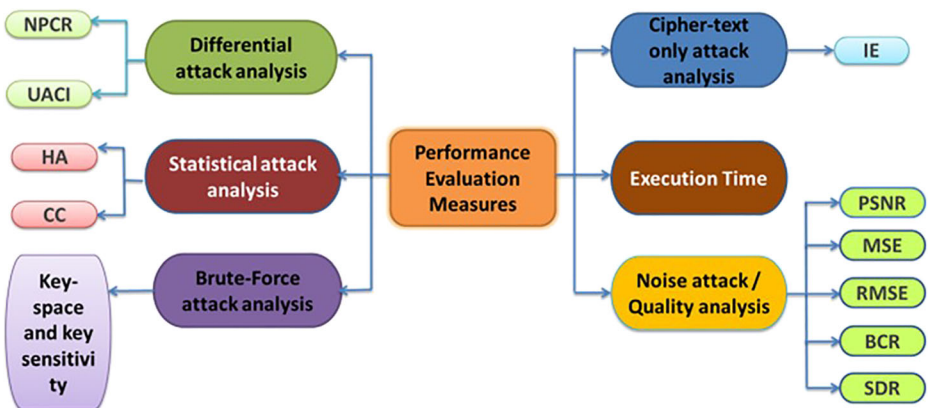 NPCR
UACI
Differential
attack analysis
HA
CC
Statistical attack
analysis
Key-
space
and key
sensitivi
ty
Brute-Force
attack analysis
Performance
Evaluation
Measures
Cipher-text
only attack
analysis
IE
Execution Time
Noise attack /
Quality analysis
PSNR
MSE
RMSE
BCR
SDR